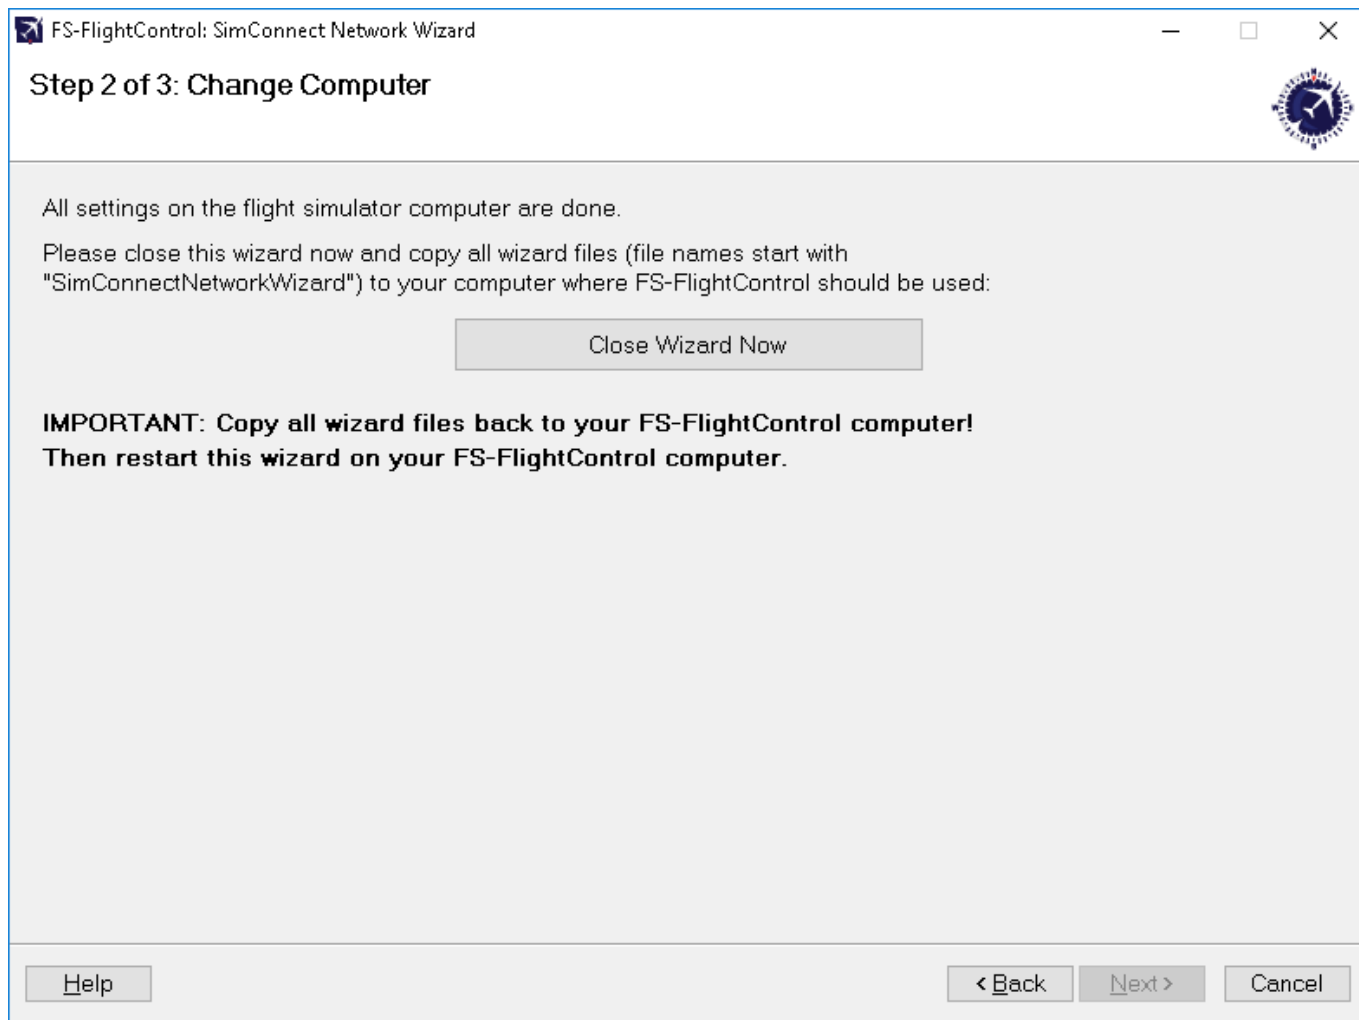 FS-FlightControl: SimConnect Network Wizard
Step 2 of 3: Change Computer
All settings on the flight simulator computer are done.
Please close this wizard now and copy all wizard files (file names start with
"SimConnectNetworkWizard") to your computer where FS-FlightControl should be used:
Close Wizard Now
IMPORTANT: Copy all wizard files back to your FS-FlightControl computer!
Then restart this wizard on your FS-FlightControl computer.
Help
< Back
Next >
Cancel